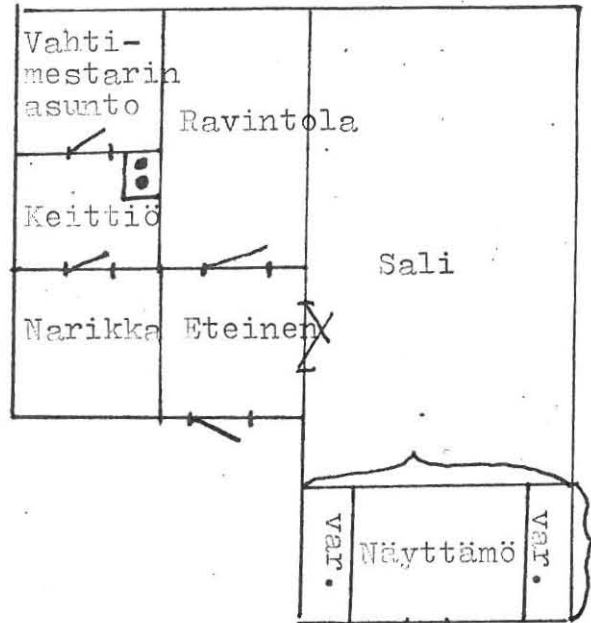 Vahti-
mestarin
asunto
Ravintola
Keittiö
Sali
Narikka
Eteinen
var.
Näyttämö
var.